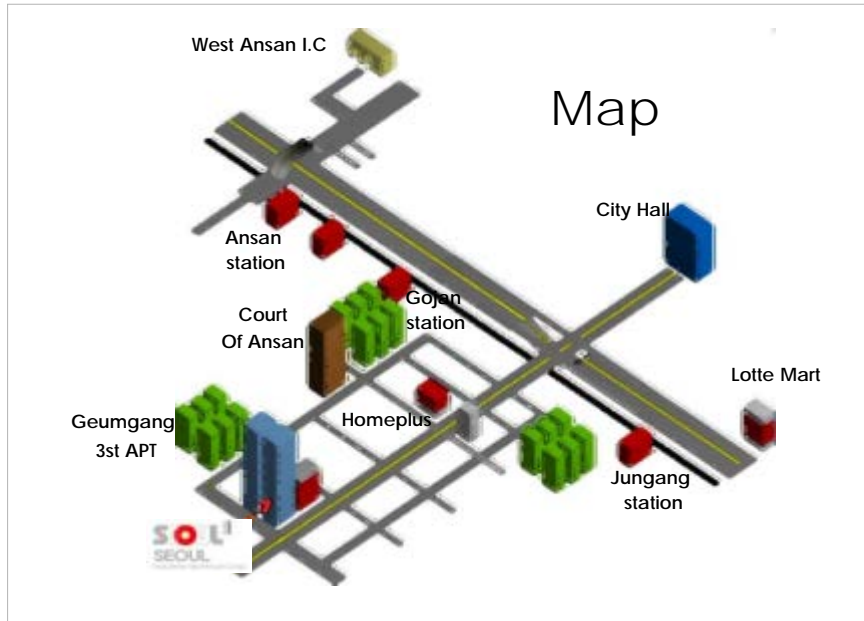 West Ansan I.C
Map
City Hall
Ansan
station
Gojan
station
Court
Of Ansan
Lotte Mart
Geumgang
3st APT
Homeplus
Jungang
station
SEOUL